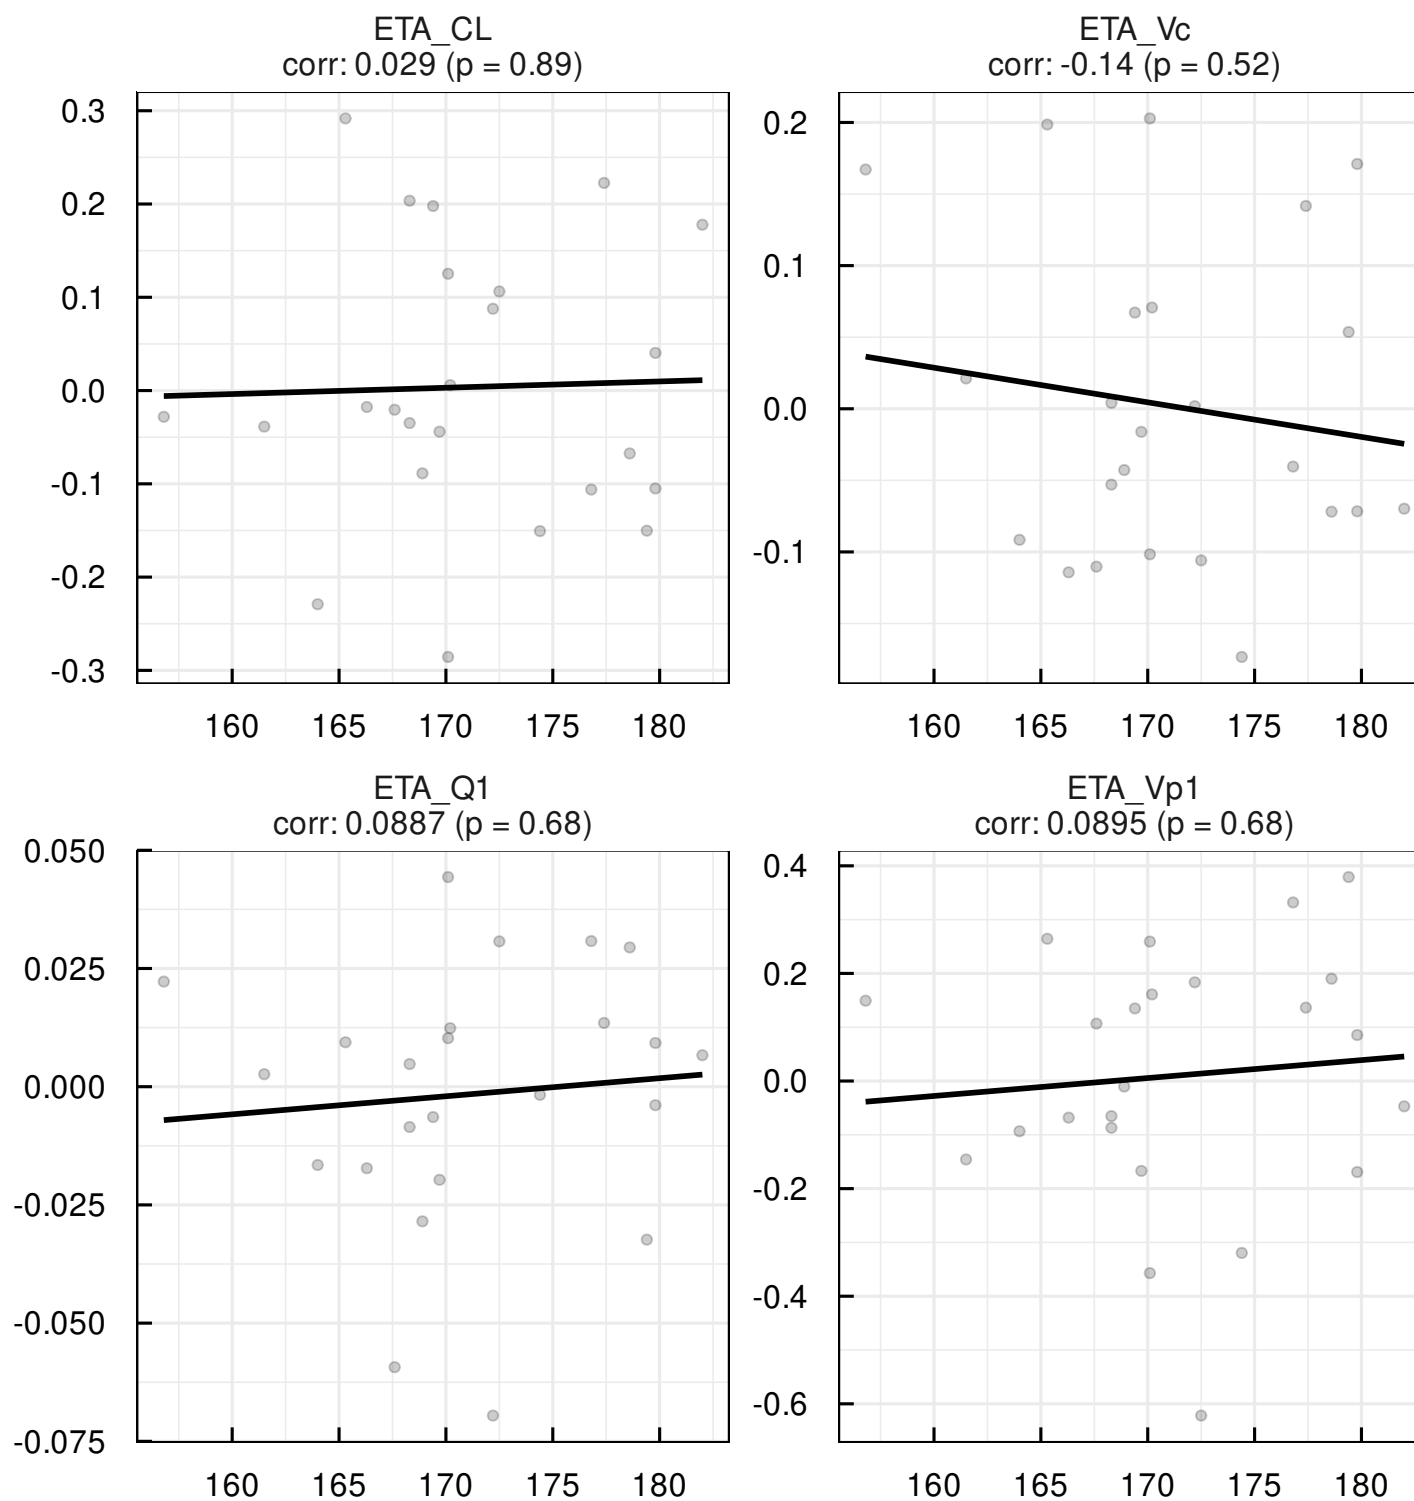 ETA_CL
corr: 0.029 (p = 0.89)
0.3
0.2
0.1
0.0
-0.1
-0.2
-0.3
160 165 170 175 180
ETA_Vc
corr: -0.14 (p = 0.52)
0.2
0.1
0.0
-0.1
160 165 170 175 180
ETA_Q1
corr: 0.0887 (p = 0.68)
0.050
0.025
0.000
-0.025
-0.050
-0.075
160 165 170 175 180
ETA_Vp1
corr: 0.0895 (p = 0.68)
0.4
0.2
0.0
-0.2
-0.4
-0.6
160 165 170 175 180